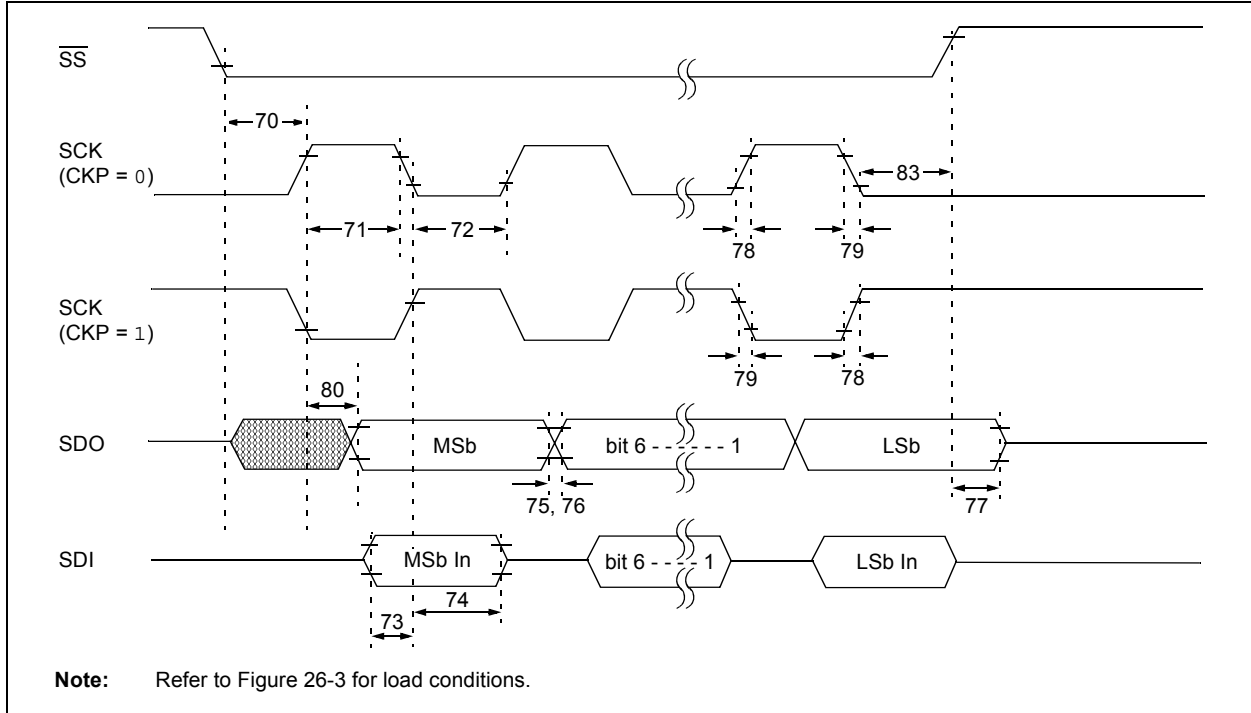 SS
70
SCK
(CKP = 0)
83
71
72
78
79
SCK
(CKP = 1)
79
78
80
SDO
MSb
bit 6 - - - - - - 1
LSb
75, 76
77
SDI
MSb In
bit 6 - - - - 1
LSb In
74
73
Note: Refer to Figure 26-3 for load conditions.